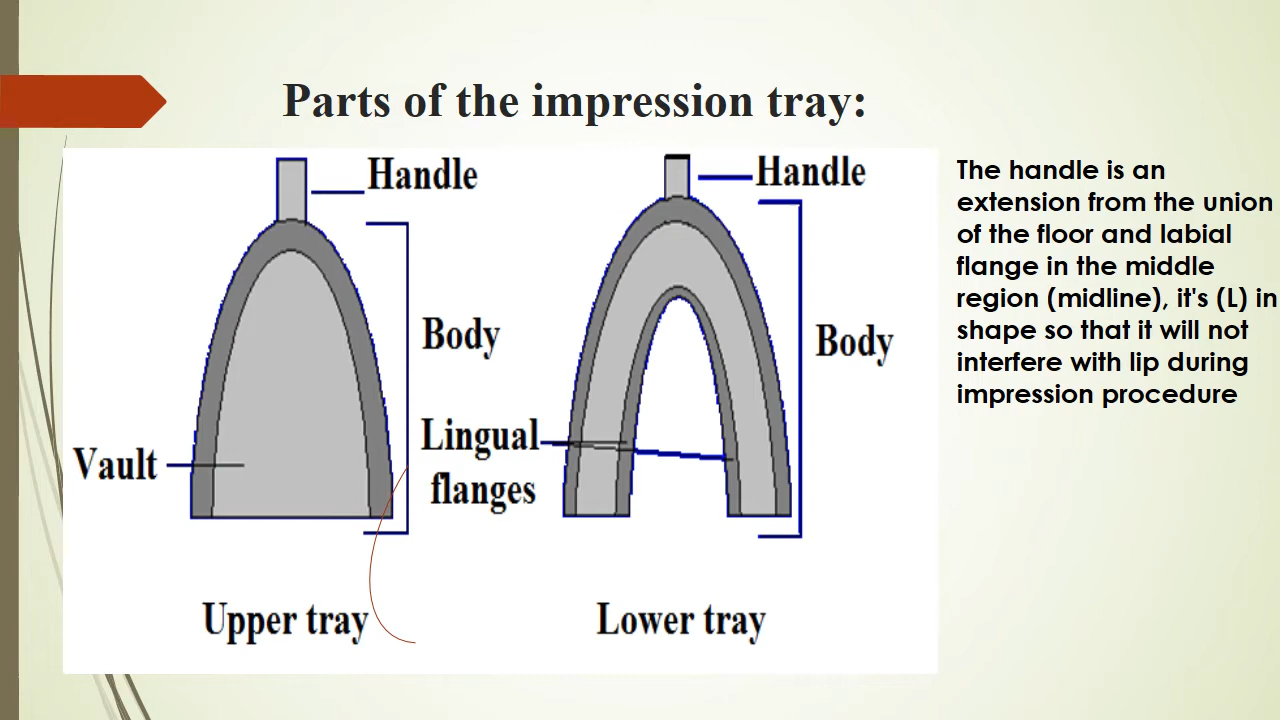 Parts of the impression tray:
Handle
Body
Vault
Upper tray
Handle
Body
Lingual
flanges
Lower tray
The handle is an
extension from the union
of the floor and labial
flange in the middle
region (midline), it's (L) in
shape so that it will not
interfere with lip during
impression procedure